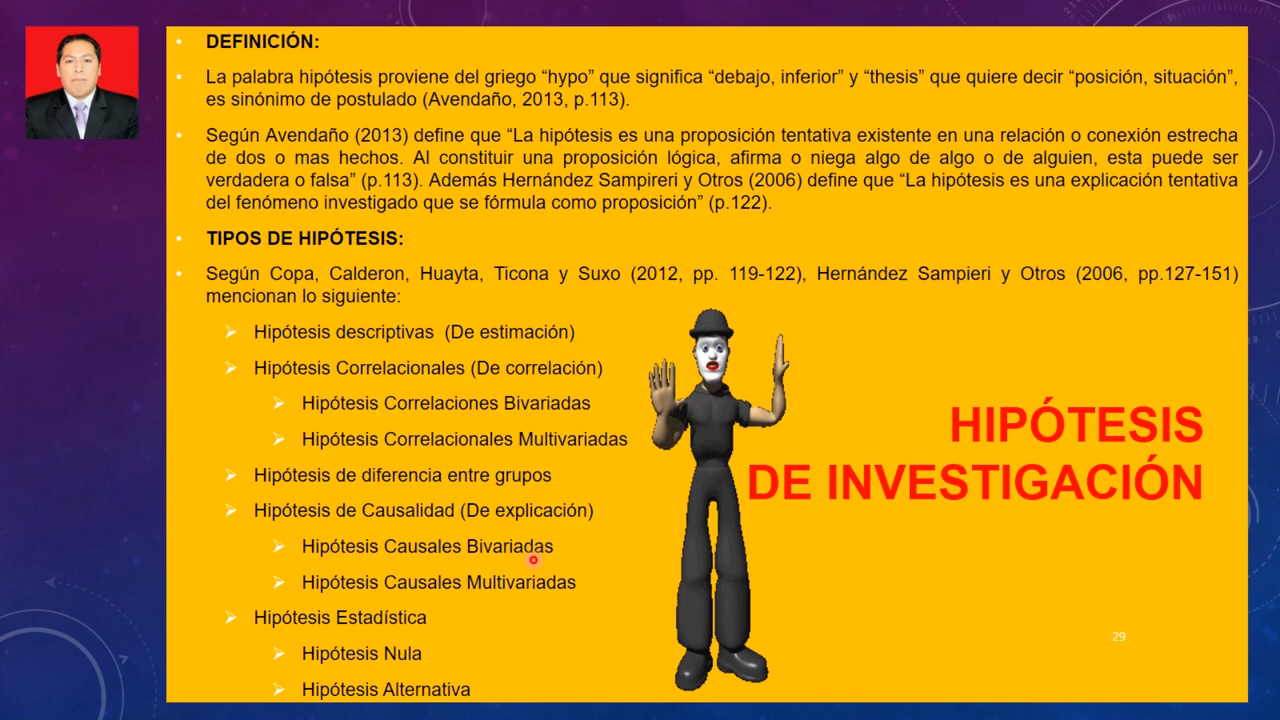 DEFINICIÓN:
La palabra hipótesis proviene del griego “hypo” que significa “debajo, inferior” y “thesis” que quiere decir “posición, situación”,
es sinónimo de postulado (Avendaño, 2013, p.113).
Según Avendaño (2013) define que “La hipótesis es una proposición tentativa existente en una relación o conexión estrecha
de dos o mas hechos. Al constituir una proposición lógica, afirma o niega algo de algo o de alguien, esta puede ser
verdadera o falsa” (p.113). Además Hernández Sampireri y Otros (2006) define que “La hipótesis es una explicación tentativa
del fenómeno investigado que se fórmula como proposición” (p.122).
TIPOS DE HIPÓTESIS:
Según Copa, Calderon, Huayta, Ticona y Suxo (2012, pp. 119-122), Hernández Sampieri y Otros (2006, pp.127-151)
mencionan lo siguiente:
Hipótesis descriptivas (De estimación)
Hipótesis Correlacionales (De correlación)
Hipótesis Correlaciones Bivariadas
Hipótesis Correlacionales Multivariadas
Hipótesis de diferencia entre grupos
Hipótesis de Causalidad (De explicación)
Hipótesis Causales Bivariadas
Hipótesis Causales Multivariadas
Hipótesis Estadística
Hipótesis Nula
Hipótesis Alternativa
HIPÓTESIS
DE INVESTIGACIÓN
29